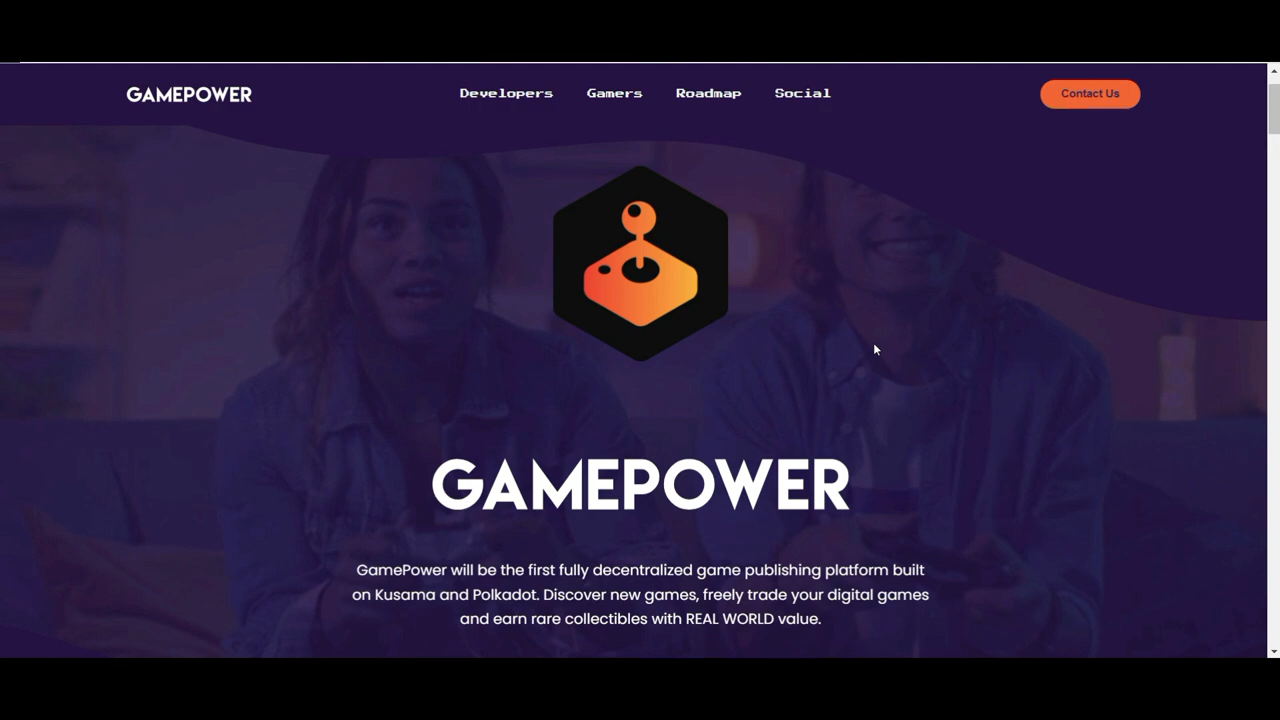 GAMEPOWER
Developers Gamers Roadmap Social
Contact Us
GAMEPOWER
GamePower will be the first fully decentralized game publishing platform built
on Kusama and Polkadot. Discover new games, freely trade your digital games
and earn rare collectibles with REAL WORLD value.